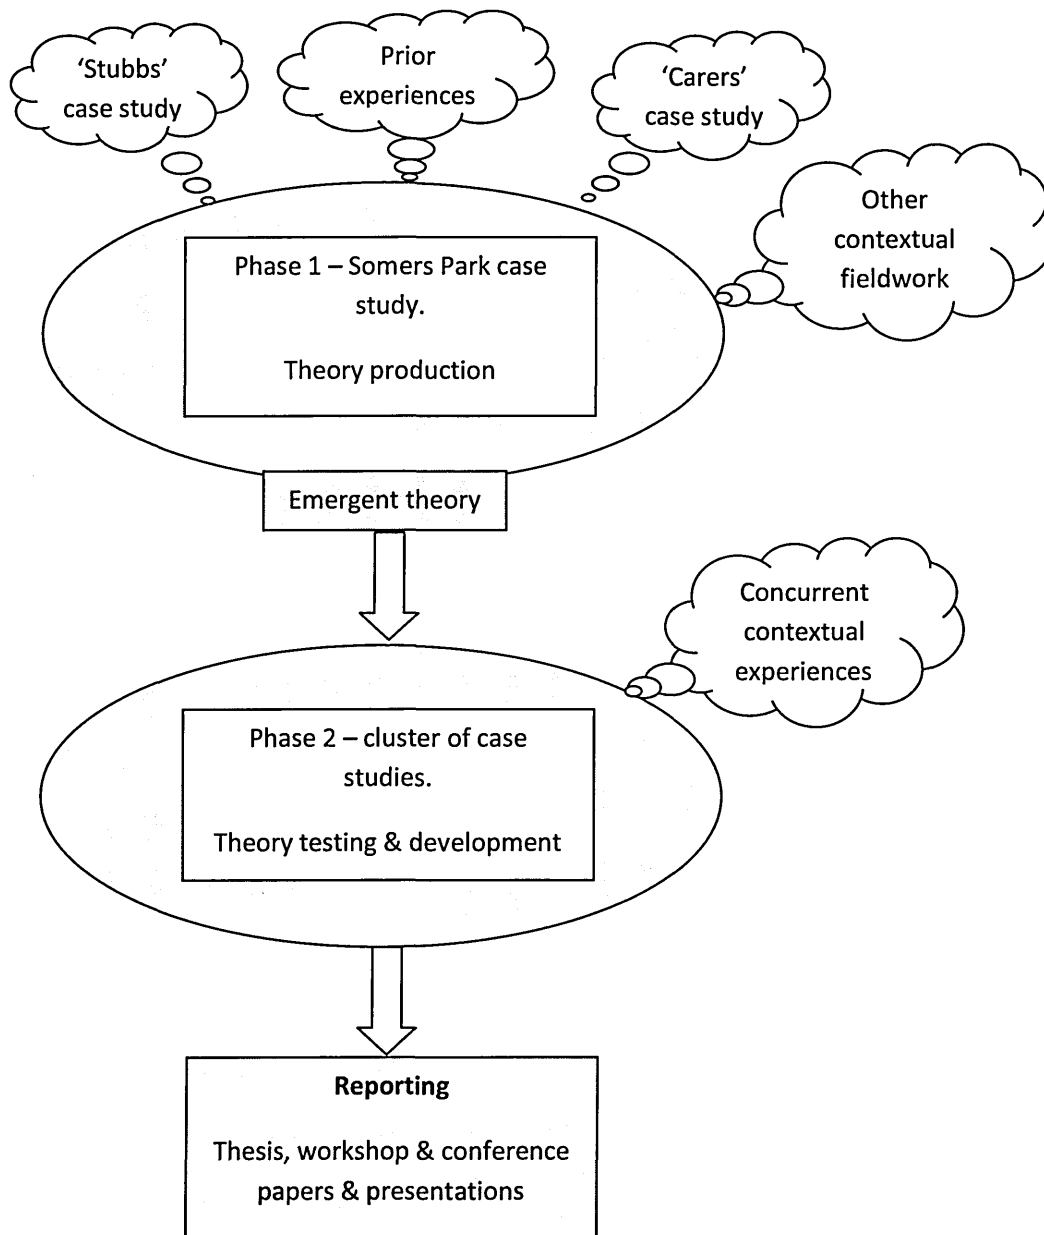 ‘Stubbs’
case study
Prior
experiences
‘Carers’
case study
Other
contextual
fieldwork
Phase 1 – Somers Park case
study.
Theory production
Emergent theory
Concurrent
contextual
experiences
Phase 2 – cluster of case
studies.
Theory testing & development
Reporting
Thesis, workshop & conference
papers & presentations